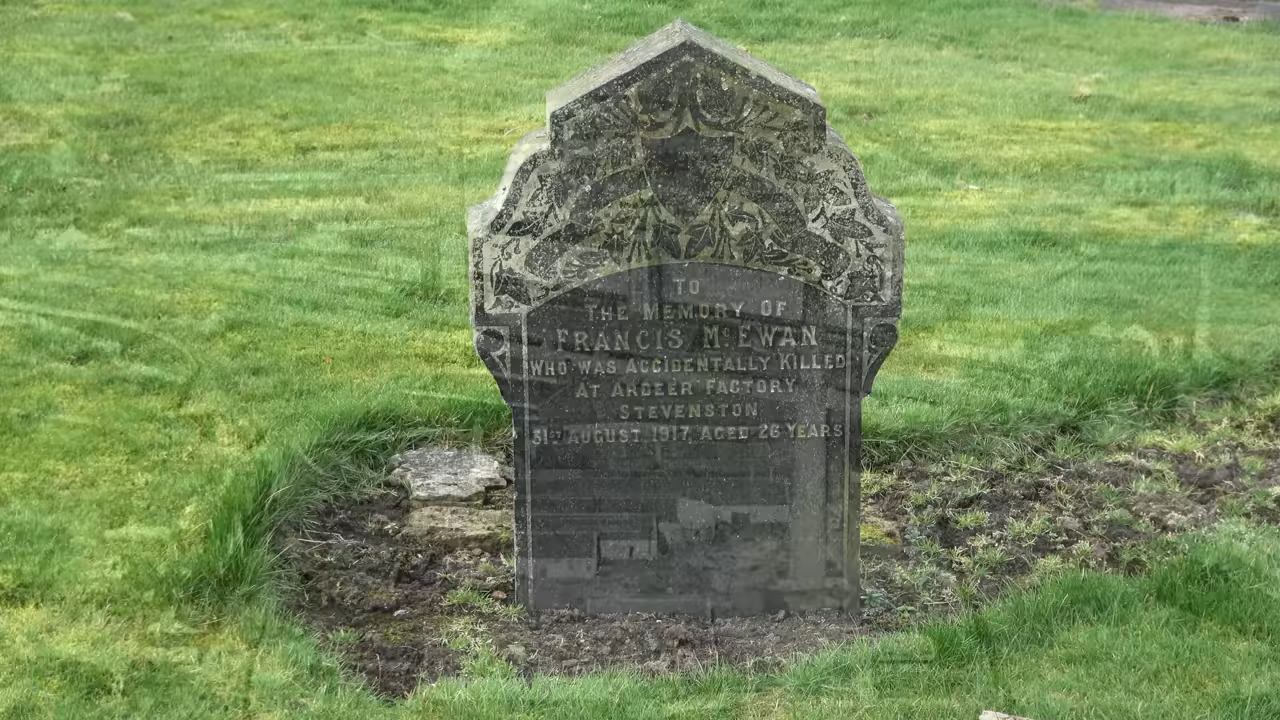 TO
THE MEMORY OF
FRANCIS McEWAN
WHO WAS ACCIDENTALLY KILLED
AT ARDEER FACTORY
STEVENSTON
31ST AUGUST 1917, AGED 26 YEARS